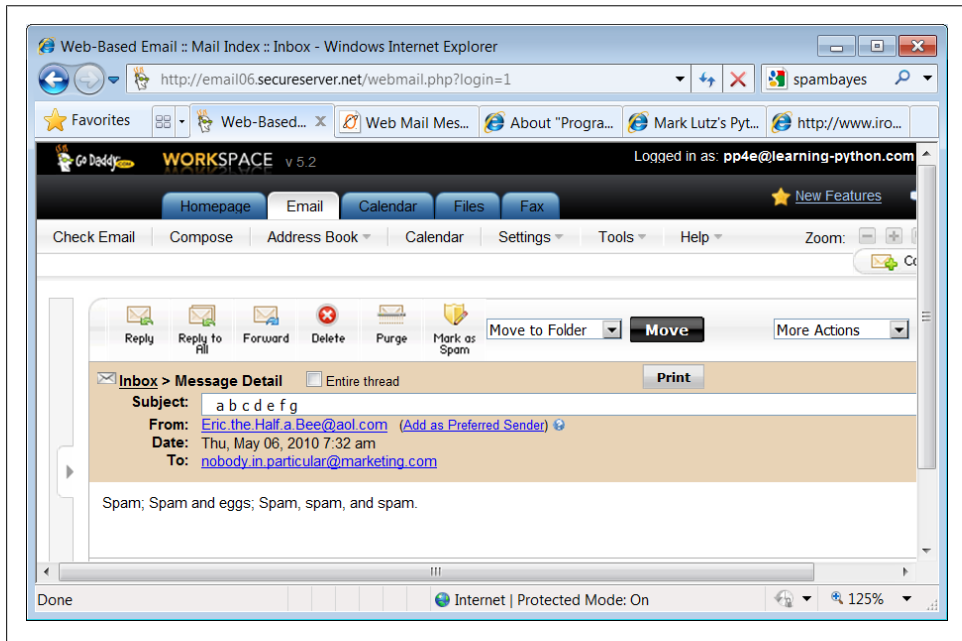 Web-Based Email :: Mail Index :: Inbox - Windows Internet Explorer
http://email06.secureserver.net/webmail.php?login=1
spambayes
Favorites
Web-Based...
Web Mail Mes...
About "Progra...
Mark Lutz's Pyt...
http://www.iro...
Go Daddy.com
WORKSPACE v 5.2
Logged in as: pp4e@learning-python.com
Homepage Email Calendar Files Fax
New Features
Check Email Compose Address Book Calendar Settings Tools Help Zoom:
Co
Reply Reply to All Forward Delete Purge Mark as Spam Move to Folder Move More Actions
Inbox > Message Detail Entire thread Print
Subject: a b c d e f g
From: Eric.the.Half.a.Bee@aol.com (Add as Preferred Sender)
Date: Thu, May 06, 2010 7:32 am
To: nobody.in.particular@marketing.com
Spam; Spam and eggs; Spam, spam, and spam.
Done Internet | Protected Mode: On 125%